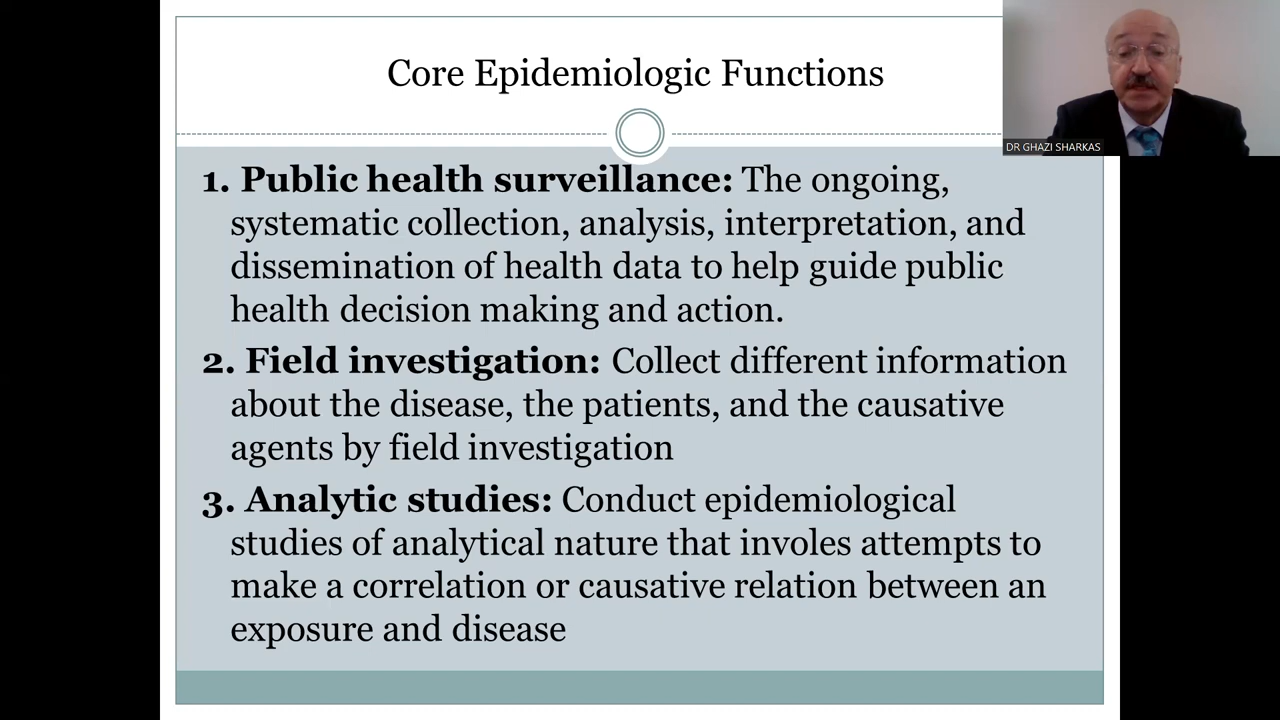 Core Epidemiologic Functions
DR GHAZI SHARKAS
1. Public health surveillance: The ongoing,
systematic collection, analysis, interpretation, and
dissemination of health data to help guide public
health decision making and action.
2. Field investigation: Collect different information
about the disease, the patients, and the causative
agents by field investigation
3. Analytic studies: Conduct epidemiological
studies of analytical nature that involes attempts to
make a correlation or causative relation between an
exposure and disease